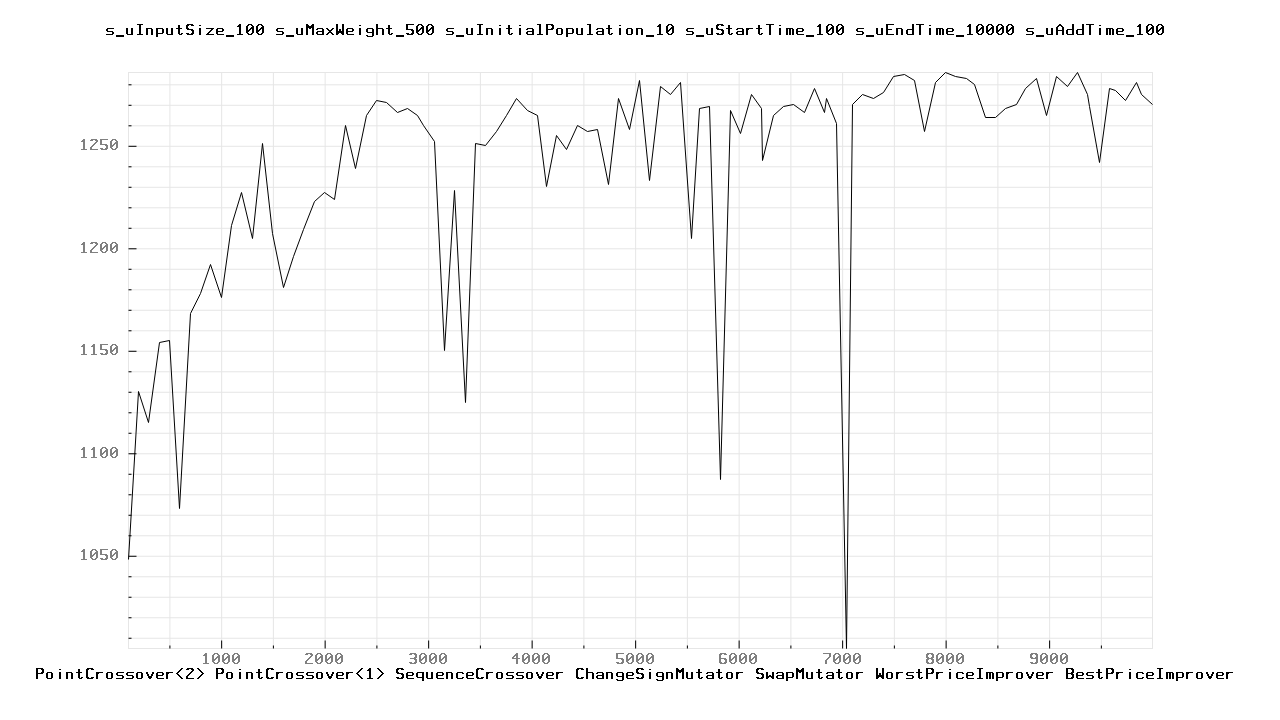 s_uInputSize_100 s_uMaxWeight_500 s_uInitialPopulation_10 s_uStartTime_100 s_uEndTime_10000 s_uAddTime_100
1250
1200
1150
1100
1050
1000 2000 3000 4000 5000 6000 7000 8000 9000
PointCrossover<2> PointCrossover<1> SequenceCrossover ChangeSignMutator SwapMutator WorstPriceImprover BestPriceImprover